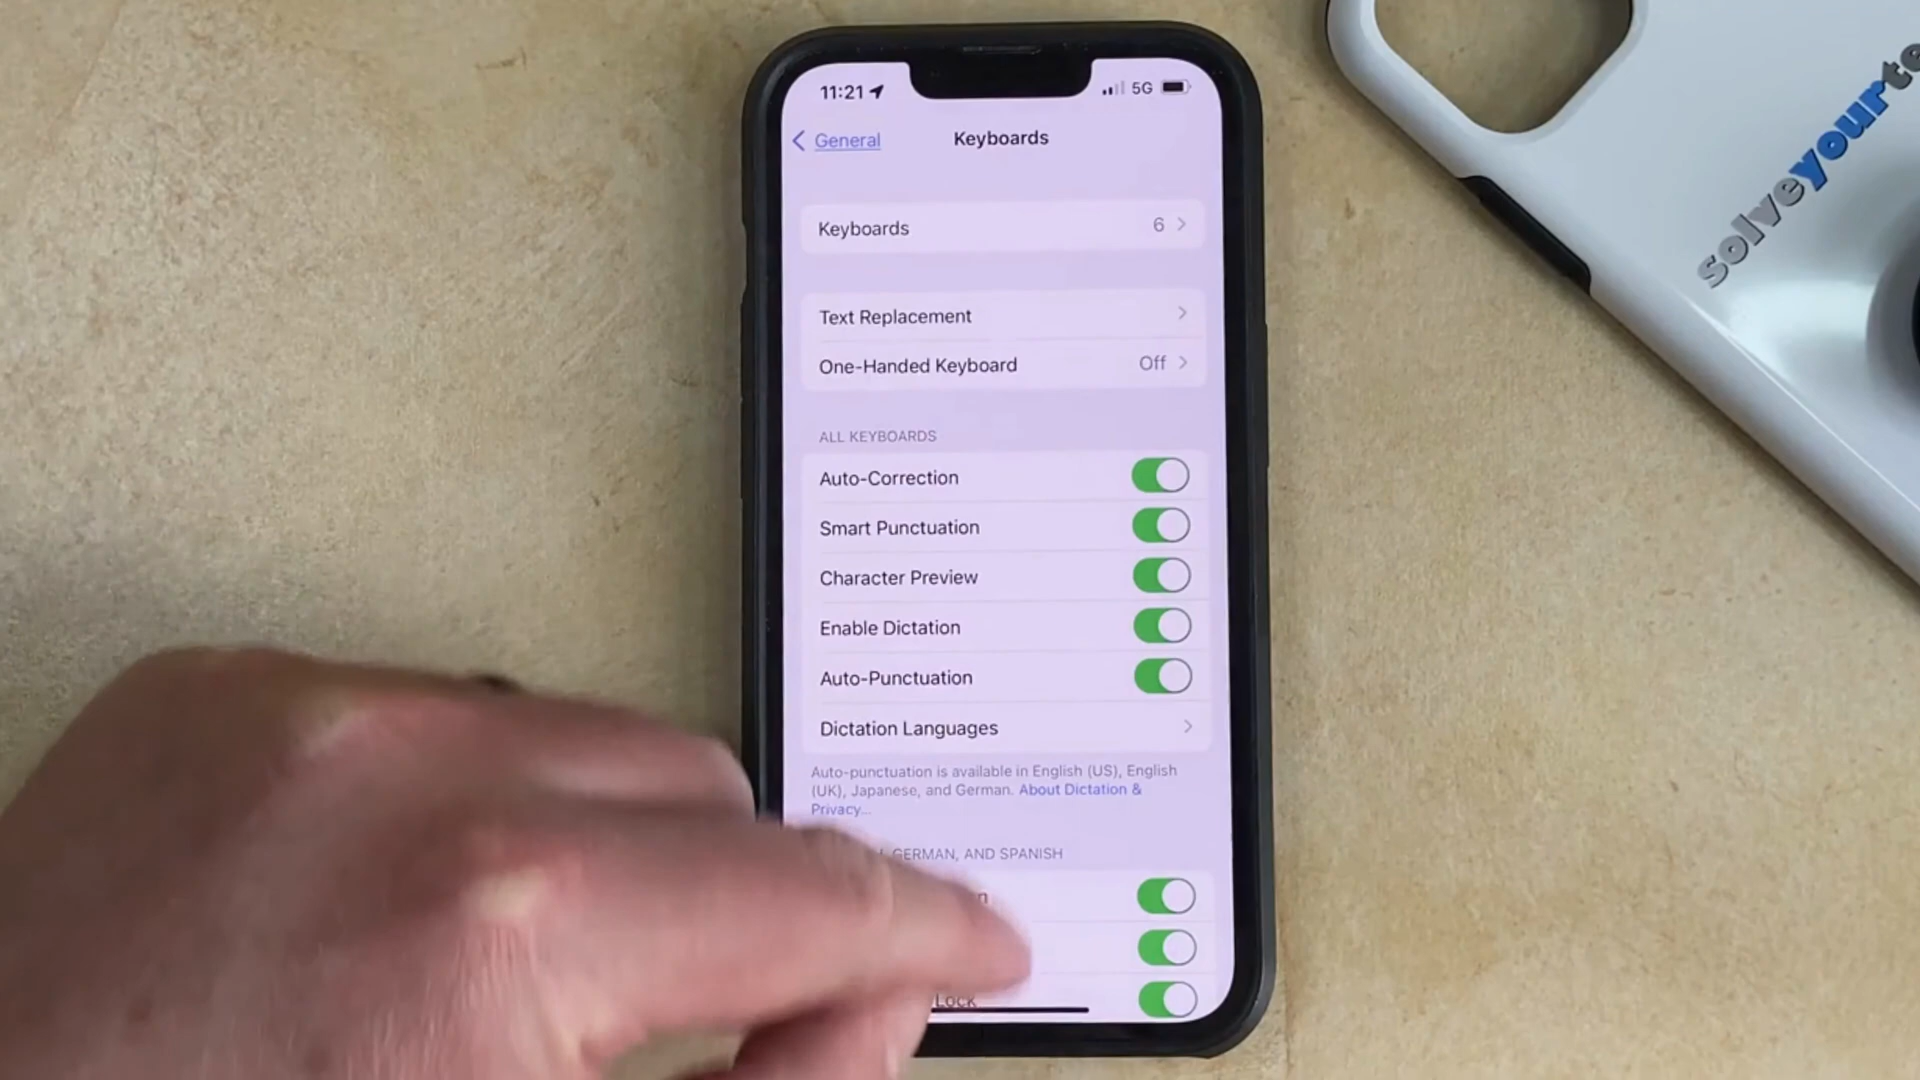 11:21
5G
General
Keyboards
Keyboards 6
Text Replacement
One-Handed Keyboard Off
ALL KEYBOARDS
Auto-Correction
Smart Punctuation
Character Preview
Enable Dictation
Auto-Punctuation
Dictation Languages
Auto-punctuation is available in English (US), English
(UK), Japanese, and German. About Dictation &
Privacy...
GERMAN, AND SPANISH
Lock
solveyour